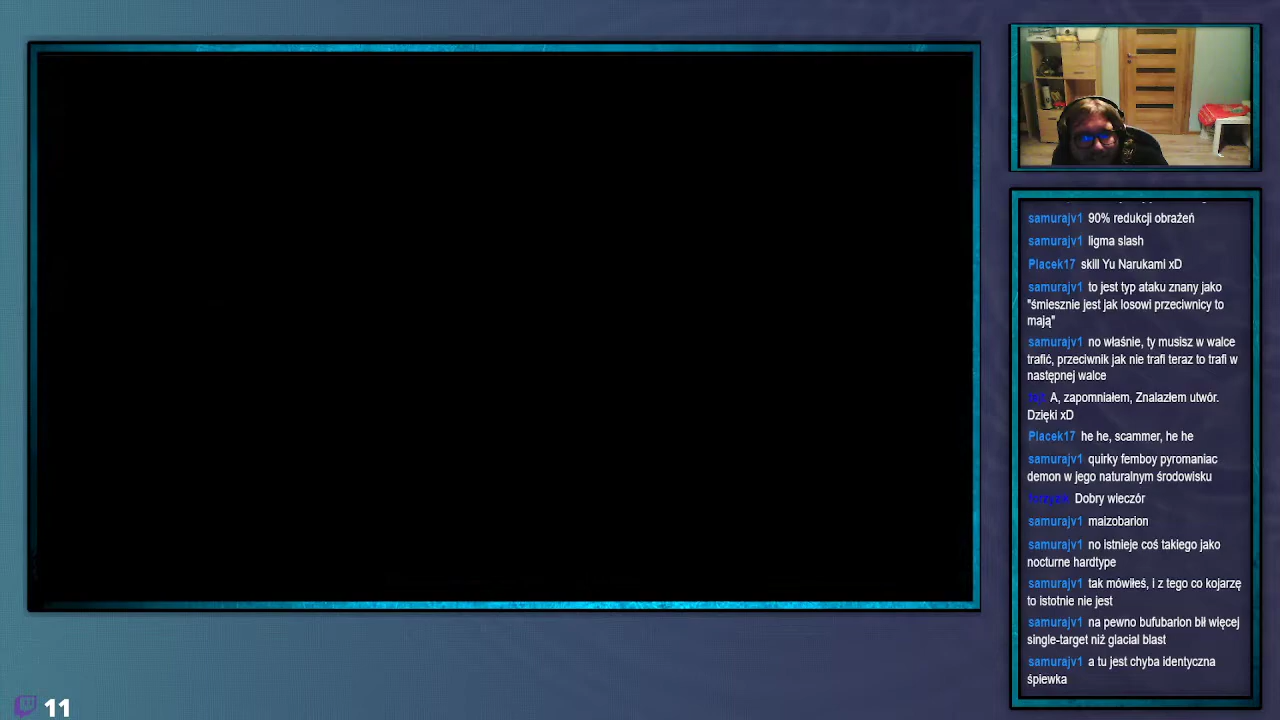 samurajv1 90% redukcji obrażeń
samurajv1 ligma slash
Placek17 skill Yu Narukami xD
samurajv1 to jest typ ataku znany jako
"śmiesznie jest jak losowi przeciwnicy to
mają"
samurajv1 no właśnie, ty musisz w walce
trafić, przeciwnik jak nie trafi teraz to trafi w
następnej walce
A, zapomniałem, Znalazłem utwór.
Dzięki xD
Placek17 he he, scammer, he he
samurajv1 quirky femboy pyromaniac
demon w jego naturalnym środowisku
Dobry wieczór
samurajv1 maizobarion
samurajv1 no istnieje coś takiego jako
nocturne hardtype
samurajv1 tak mówiłeś, i z tego co kojarzę
to istotnie nie jest
samurajv1 na pewno bufubarion bił więcej
single-target niż glacial blast
samurajv1 a tu jest chyba identyczna
śpiewka
11